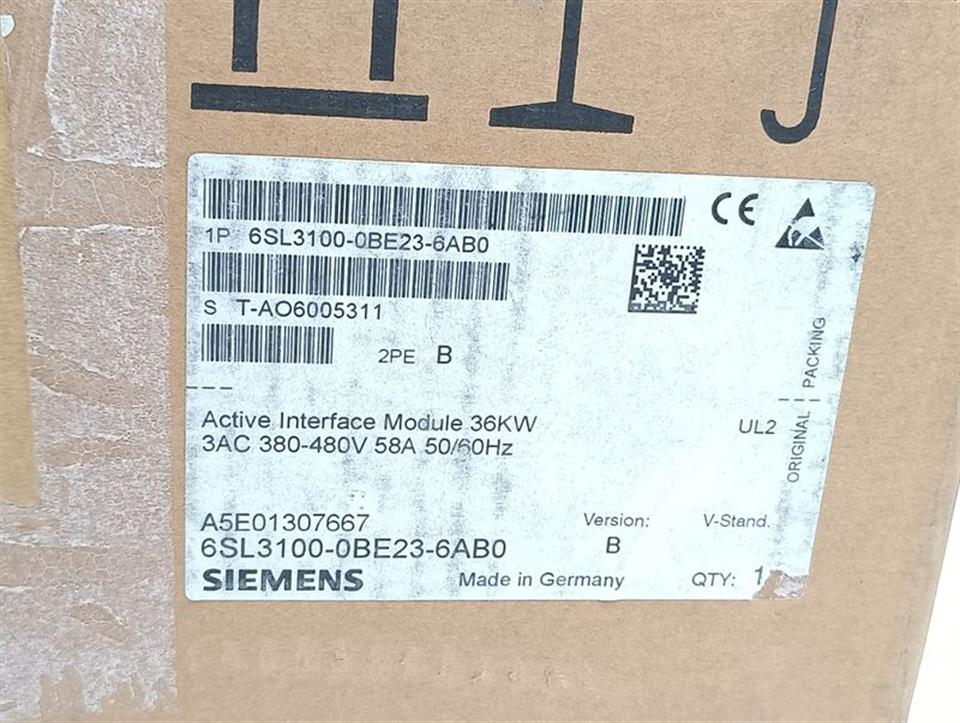 1P 6SL3100-0BE23-6AB0
S T-AO6005311
2PE B
---
Active Interface Module 36KW
3AC 380-480V 58A 50/60Hz
UL2
ORIGINAL | PACKING
A5E01307667
Version:
V-Stand.
6SL3100-0BE23-6AB0
B
SIEMENS
Made in Germany
QTY: 1
CE